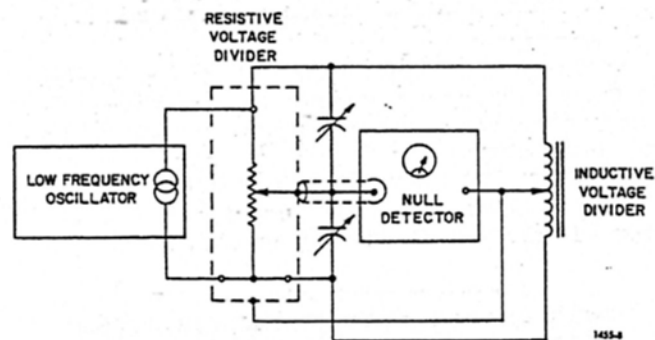 RESISTIVE
VOLTAGE
DIVIDER
LOW FREQUENCY
OSCILLATOR
NULL
DETECTOR
INDUCTIVE
VOLTAGE
DIVIDER
1455-8